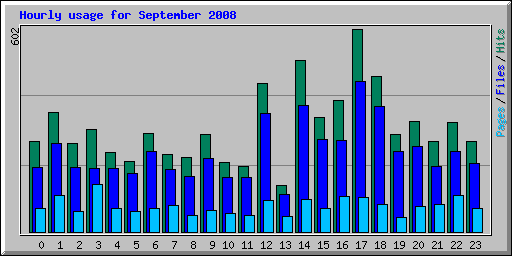 Hourly usage for September 2008
602
Pages / Files / Hits
0 1 2 3 4 5 6 7 8 9 10 11 12 13 14 15 16 17 18 19 20 21 22 23